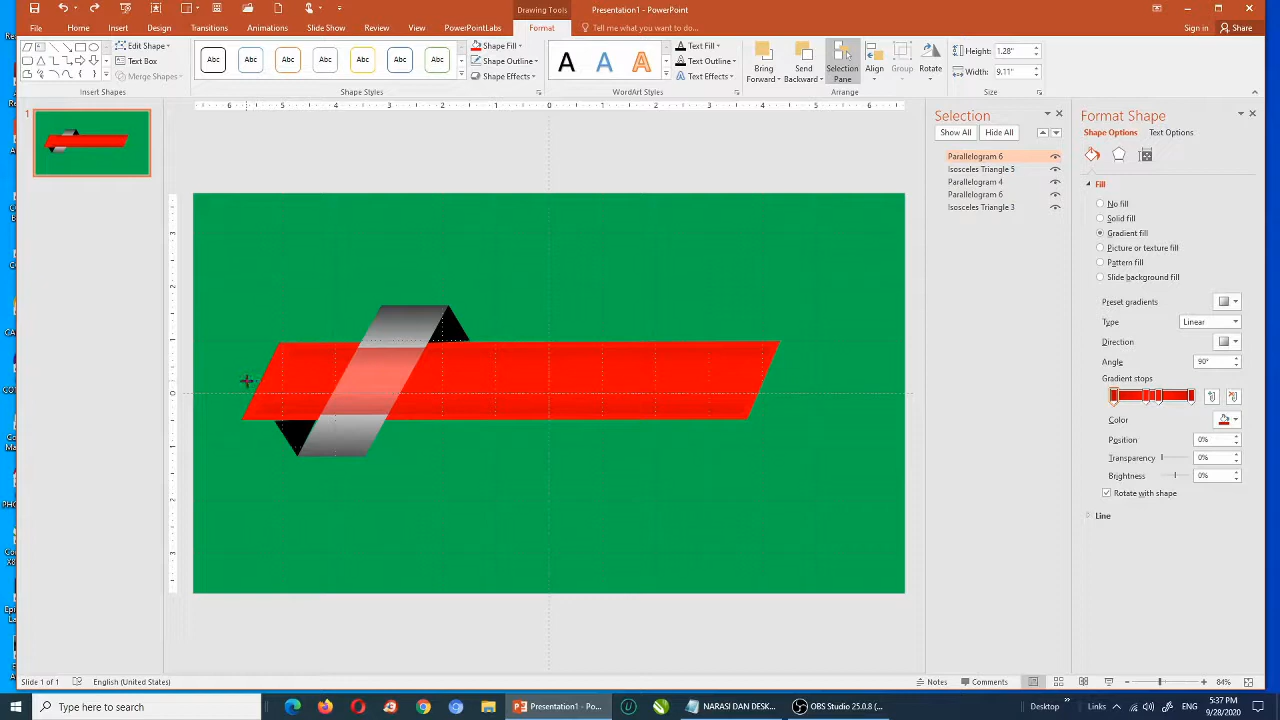 Drawing Tools
Presentation1 - PowerPoint
File Home Insert Design Transitions Animations Slide Show Review View PowerPointLabs Format Tell me what you want to do... Sign in Share
Edit Shape
Text Box
Merge Shapes
Insert Shapes
Abc Abc Abc Abc Abc Abc Abc
Shape Fill
Shape Outline
Shape Effects
Shape Styles
A A A
Text Fill
Text Outline
Text Effects
WordArt Styles
Bring Forward
Send Backward
Selection Pane
Align
Group
Rotate
Arrange
Height: 1.28"
Width: 9.11"
Size
1
Selection
Show All Hide All
Parallelogram 6
Isosceles Triangle 5
Parallelogram 4
Parallelogram 6
Isosceles Triangle 3
Format Shape
Shape Options Text Options
Fill
No fill
Solid fill
Gradient fill
Picture or texture fill
Pattern fill
Slide background fill
Preset gradients
Type Linear
Direction
Angle 90°
Gradient stops
Color
Position 0%
Transparency 0%
Brightness 0%
Rotate with shape
Line
Slide 1 of 1 English (United States) Notes Comments 84%
Type here to search
Presentation1 - Po...
NARASI DAN DESK...
OBS Studio 25.0.8 (...
Desktop
Links
5:37 PM
9/28/2020